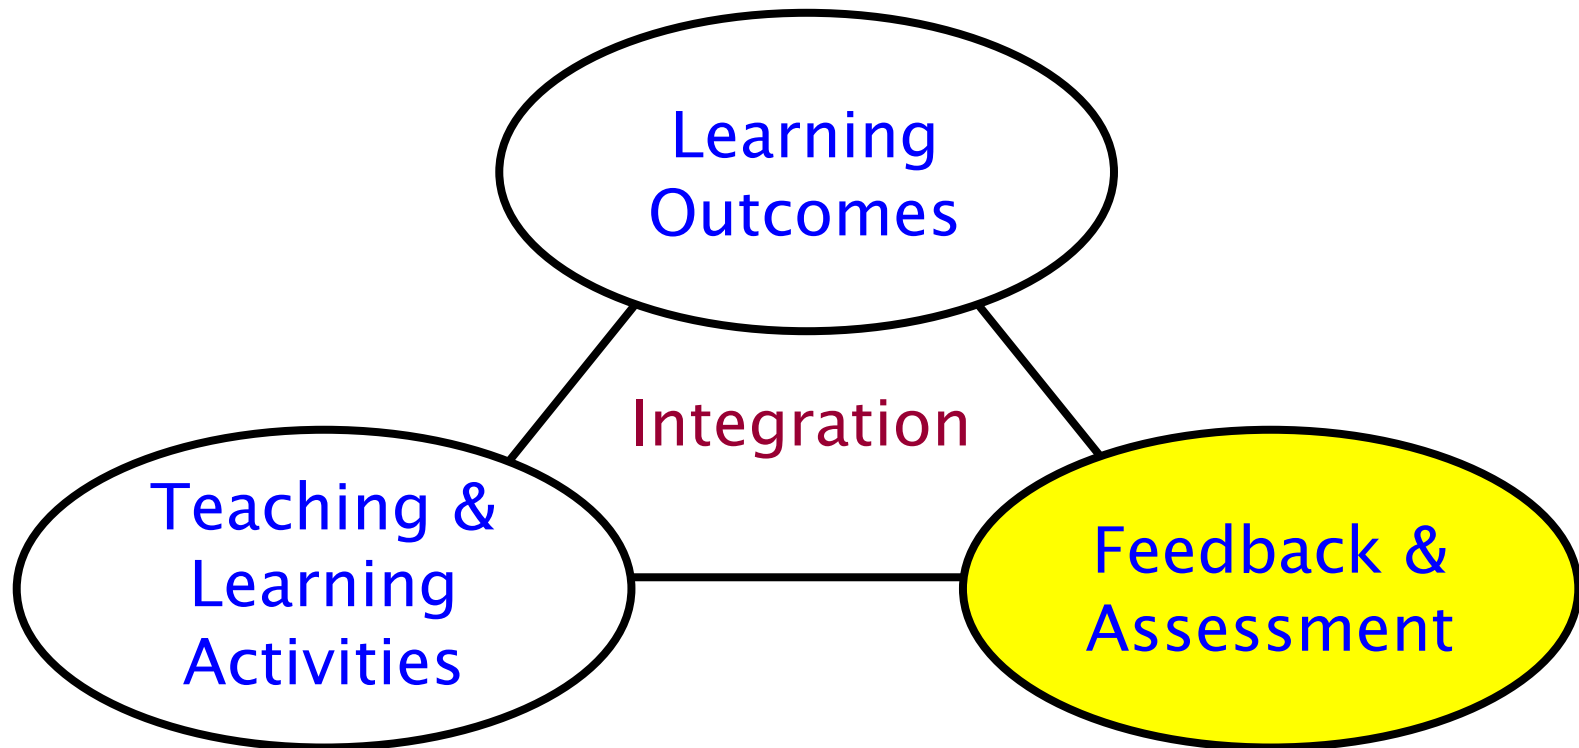 Learning
Outcomes
Integration
Teaching &
Learning
Activities
Feedback &
Assessment